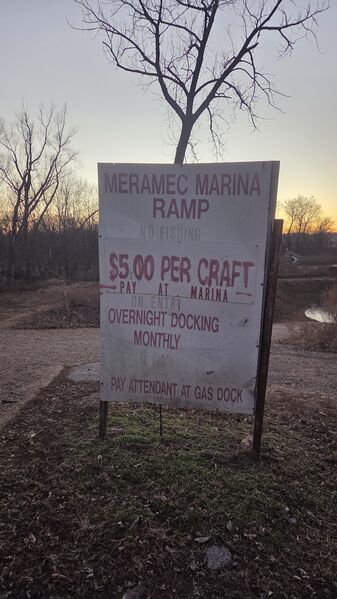 MERAMEC MARINA
RAMP
NO FISHING
$5.00 PER CRAFT
PAY AT MARINA
ON ENTRY
OVERNIGHT DOCKING
MONTHLY
PAY ATTENDANT AT GAS DOCK